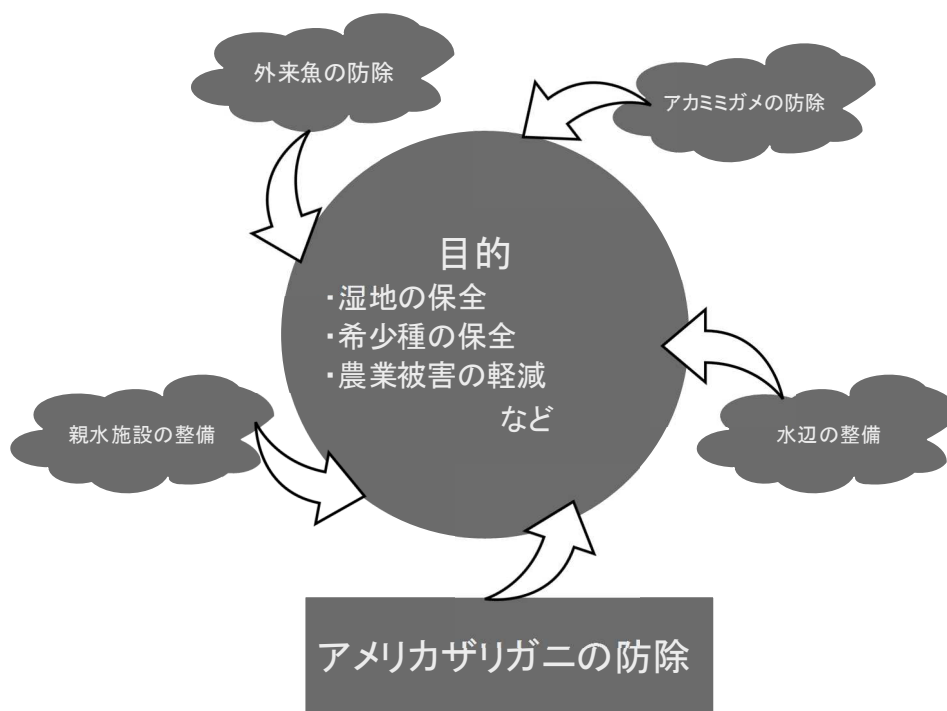 外来魚の防除
アカミミガメの防除
目的
・湿地の保全
・希少種の保全
・農業被害の軽減
など
親水施設の整備
水辺の整備
アメリカザリガニの防除